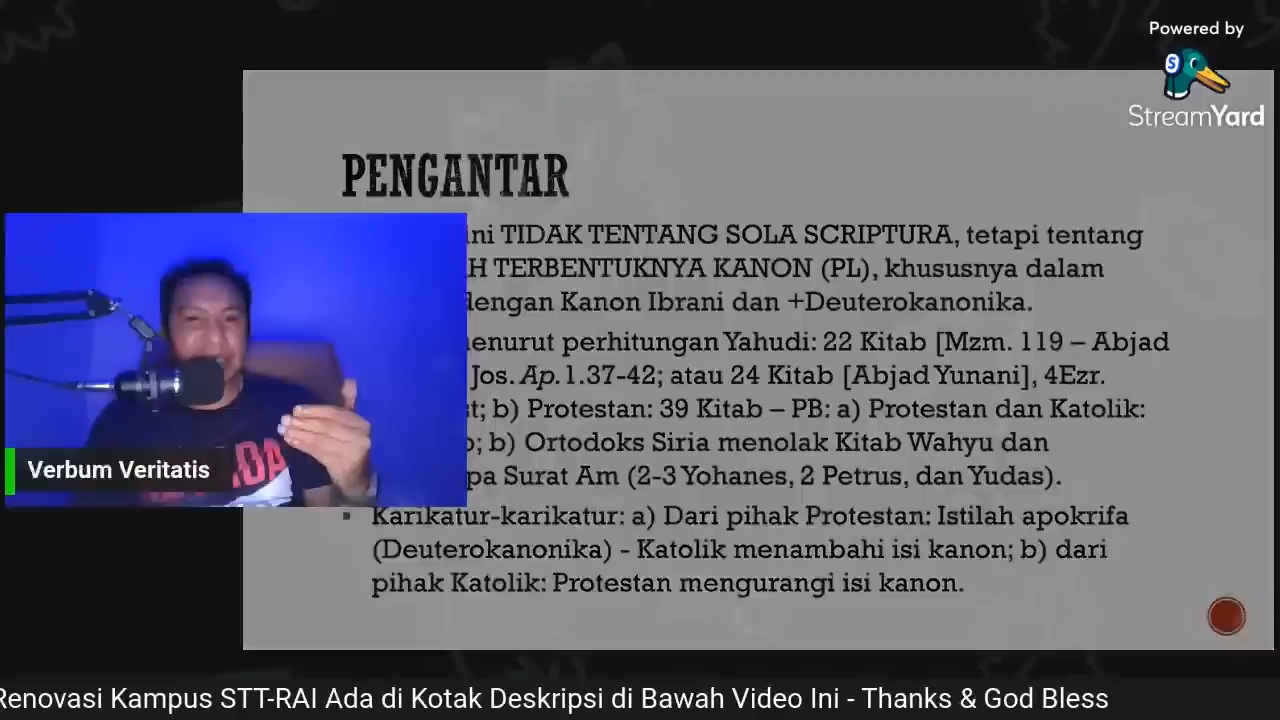 Powered by
StreamYard
PENGANTAR
ini TIDAK TENTANG SOLA SCRIPTURA, tetapi tentang
TERBENTUKNYA KANON (PL), khususnya dalam
dengan Kanon Ibrani dan +Deuterokanonika.
menurut perhitungan Yahudi: 22 Kitab [Mzm. 119 – Abjad
Jos. Ap.1.37-42; atau 24 Kitab [Abjad Yunani], 4Ezr.
b) Protestan: 39 Kitab – PB: a) Protestan dan Katolik:
b) Ortodoks Siria menolak Kitab Wahyu dan
Surat Am (2-3 Yohanes, 2 Petrus, dan Yudas).
▪ Karikatur-karikatur: a) Dari pihak Protestan: Istilah apokrifa
(Deuterokanonika) - Katolik menambahi isi kanon; b) dari
pihak Katolik: Protestan mengurangi isi kanon.
Verbum Veritatis
Renovasi Kampus STT-RAI Ada di Kotak Deskripsi di Bawah Video Ini - Thanks & God Bless